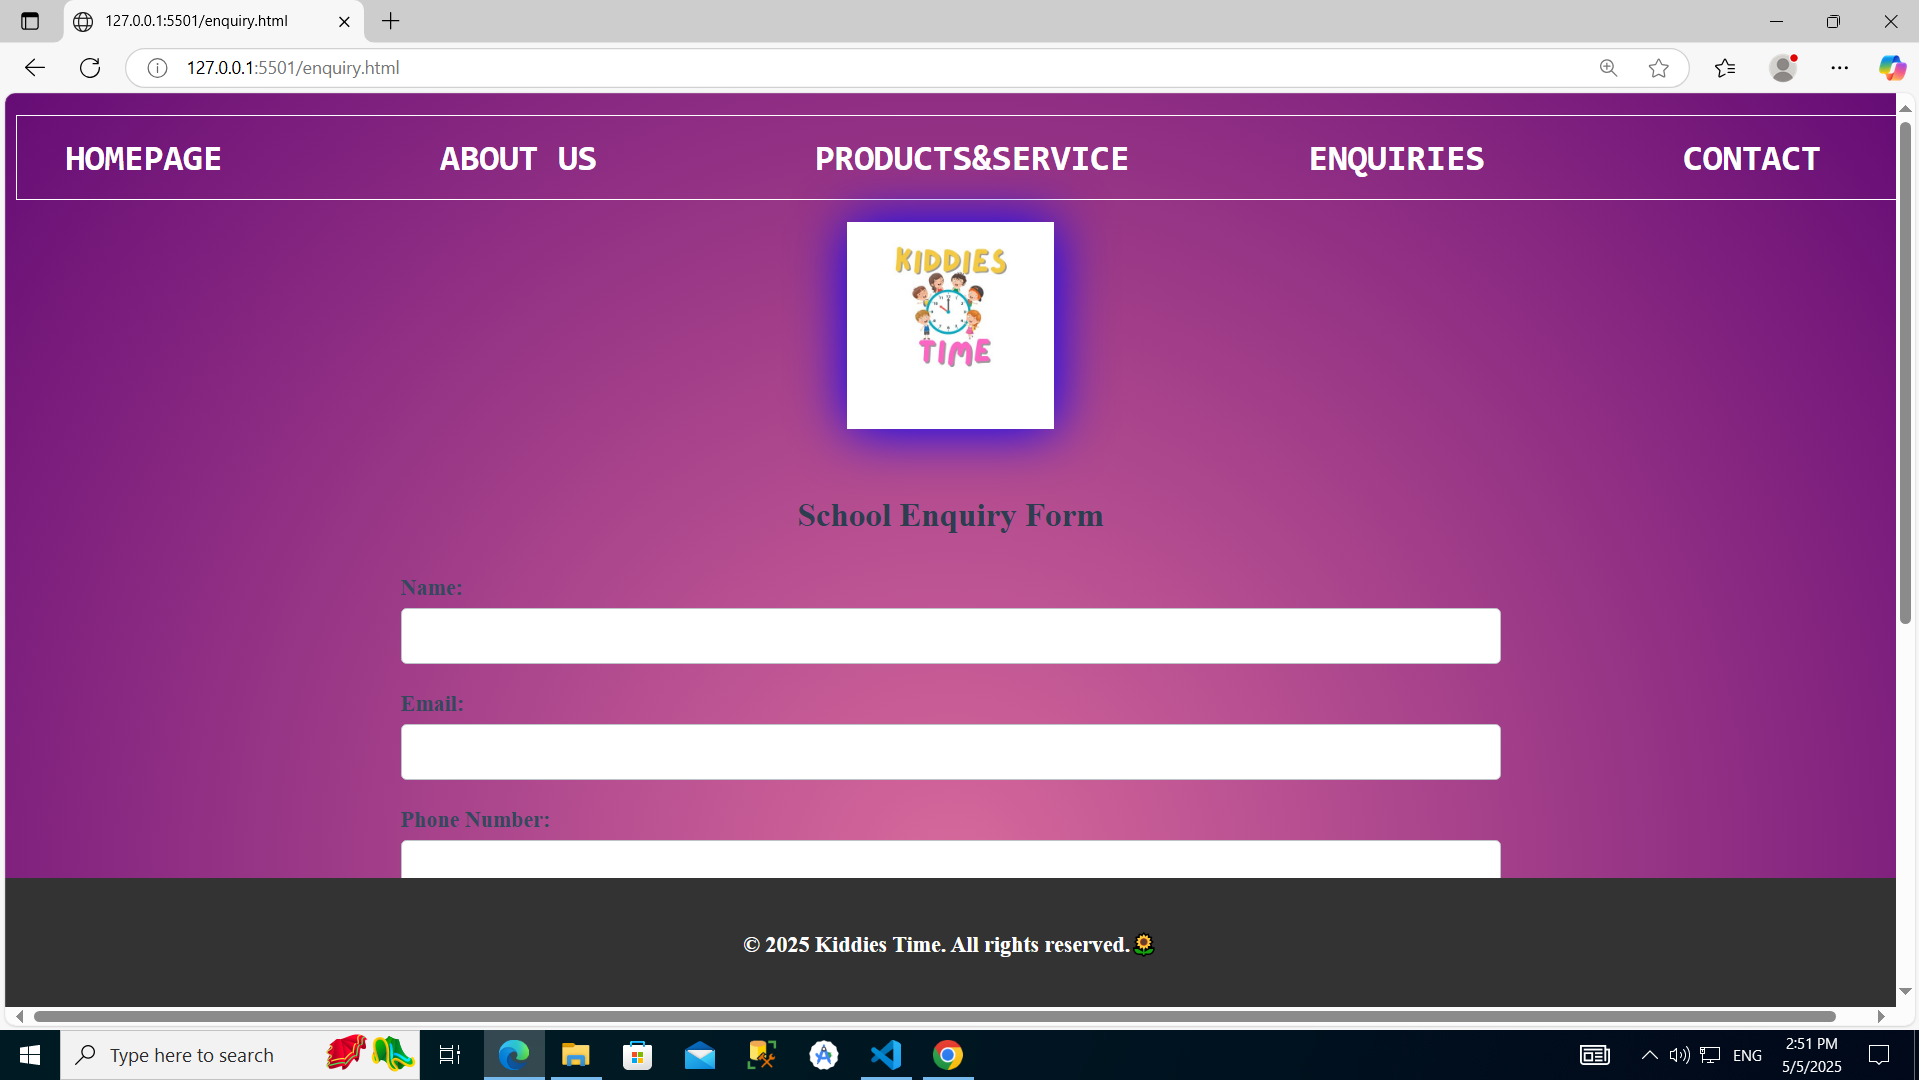 127.0.0.1:5501/enquiry.html
127.0.0.1:5501/enquiry.html
HOMEPAGE ABOUT US PRODUCTS&SERVICE ENQUIRIES CONTACT
KIDDIES
TIME
School Enquiry Form
Name:
Email:
Phone Number:
© 2025 Kiddies Time. All rights reserved.🌻
Type here to search
ENG
2:51 PM
5/5/2025